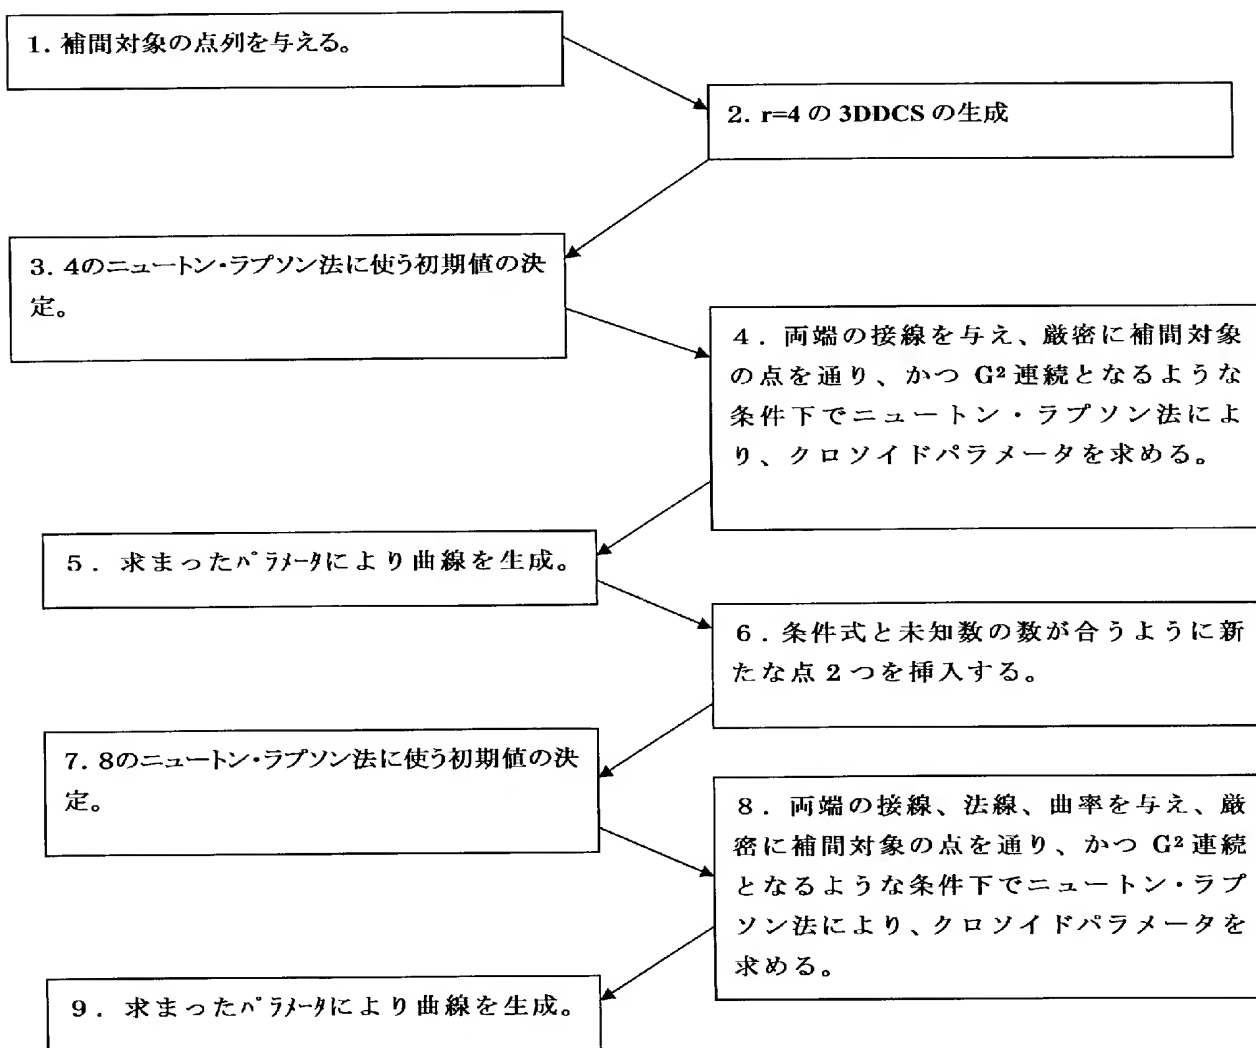 1. 補間対象の点列を与える。
2. r=4 の 3DDCS の生成
3. 4のニュートン・ラプソン法に使う初期値の決
定。
4. 両端の接線を与え、厳密に補間対象
の点を通り、かつ G² 連続となるような
条件下でニュートン・ラプソン法によ
り、クロソイドパラメータを求める。
5. 求まったﾊﾟﾗﾒｰﾀにより曲線を生成。
6. 条件式と未知数の数が合うように新
たな点 2 つを挿入する。
7. 8のニュートン・ラプソン法に使う初期値の決
定。
8. 両端の接線、法線、曲率を与え、厳
密に補間対象の点を通り、かつ G² 連続
となるような条件下でニュートン・ラプ
ソン法により、クロソイドパラメータを
求める。
9. 求まったﾊﾟﾗﾒｰﾀにより曲線を生成。